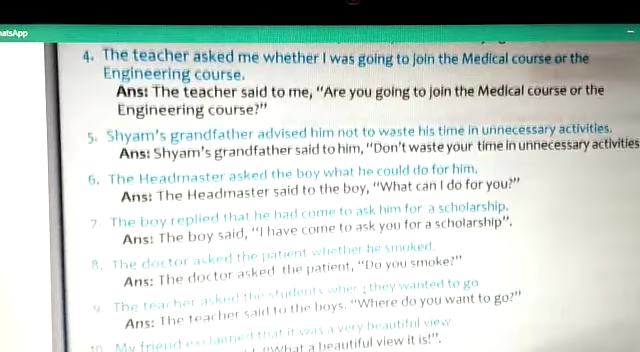 atsApp
4. The teacher asked me whether I was going to join the Medical course or the
Engineering course.
Ans: The teacher said to me, "Are you going to join the Medical course or the
Engineering course?"
5. Shyam's grandfather advised him not to waste his time in unnecessary activities.
Ans: Shyam's grandfather said to him, "Don't waste your time in unnecessary activities
6. The Headmaster asked the boy what he could do for him.
Ans: The Headmaster said to the boy, "What can I do for you?"
7. The boy replied that he had come to ask him for a scholarship.
Ans: The boy said, "I have come to ask you for a scholarship".
8. The doctor asked the patient whether he smoked.
Ans: The doctor asked the patient, "Do you smoke?"
9. The teacher asked the students where they wanted to go
Ans: The teacher said to the boys. "Where do you want to go?"
10. My friend exclaimed that it was a very beautiful view
"What a beautiful view it is!".